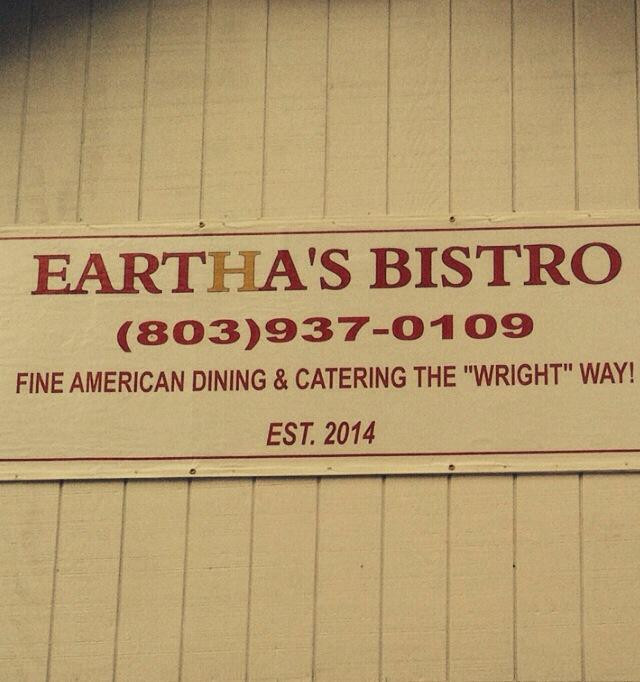 EARTHA'S BISTRO
(803)937-0109
FINE AMERICAN DINING & CATERING THE "WRIGHT" WAY!
EST. 2014